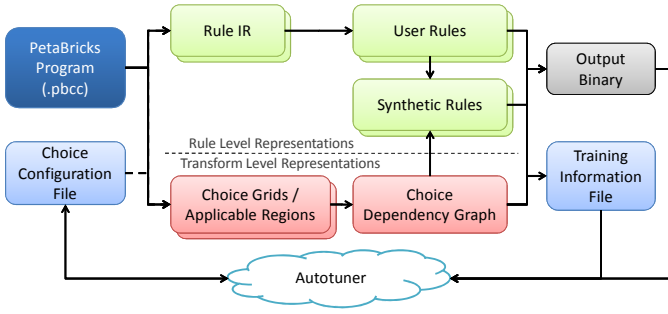 PetaBricks
Program
(.pbcc)
Rule IR
User Rules
Output
Binary
Synthetic Rules
Rule Level Representations
Transform Level Representations
Choice
Configuration
File
Choice Grids /
Applicable Regions
Choice
Dependency Graph
Training
Information
File
Autotuner